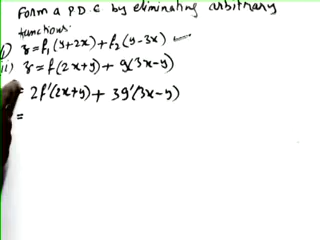 Form a P.D.E by eliminating arbitrary
functions:
i) z = f₁(y+2x) + f₂(y-3x)
ii) z = f(2x+y) + g(3x-y)
= 2f'(2x+y) + 3g'(3x-y)
=